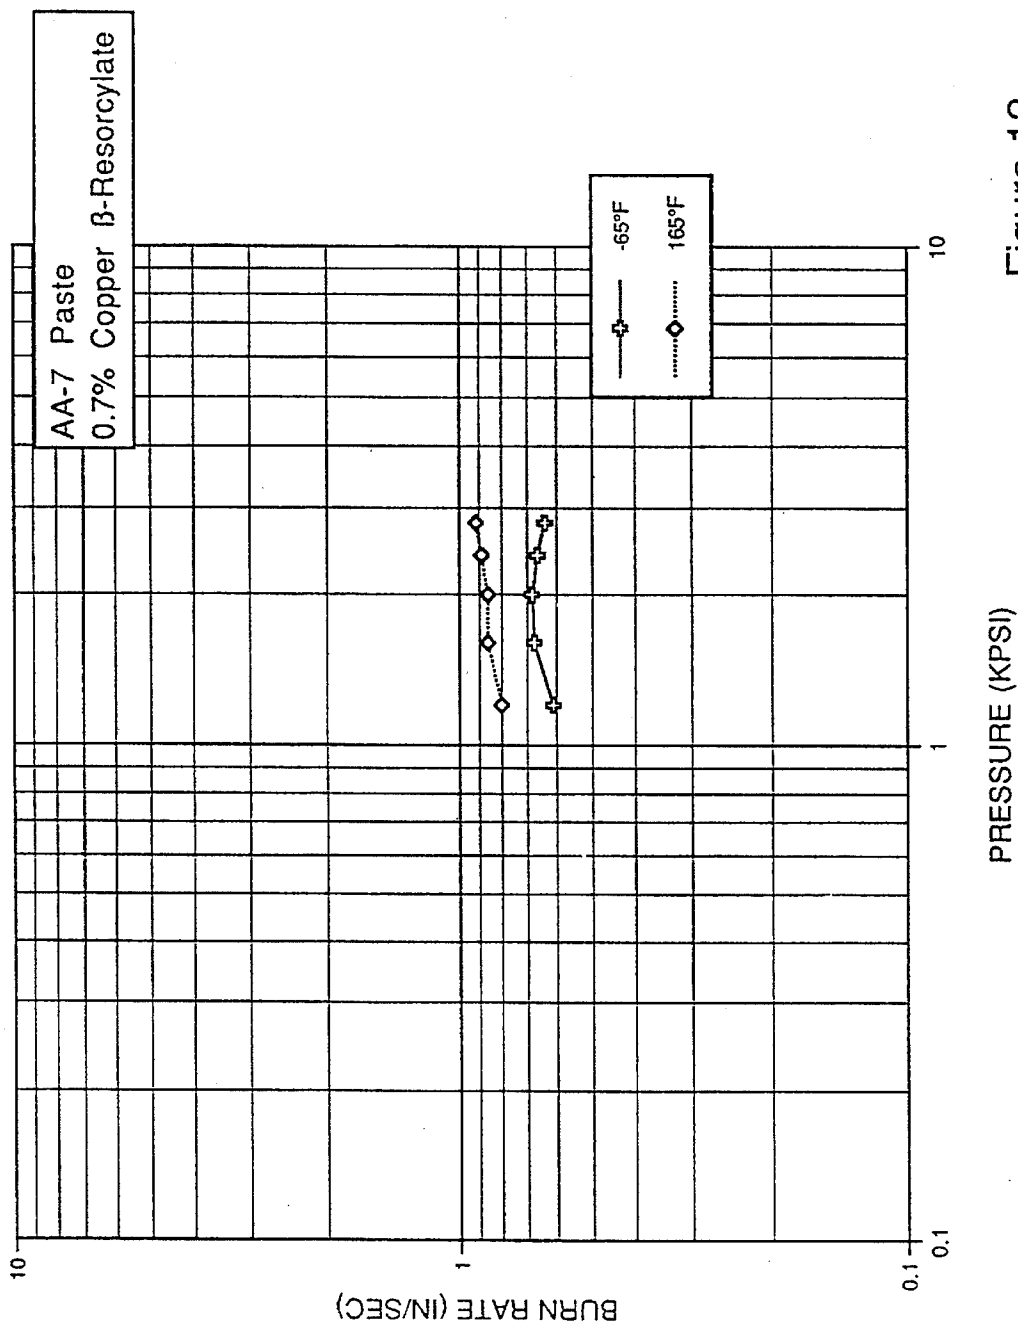 AA-7 Paste
0.7% Copper β-Resorcylate
10
1
0.1
BURN RATE (IN/SEC)
-65°F
165°F
0.1
1
10
PRESSURE (KPSI)